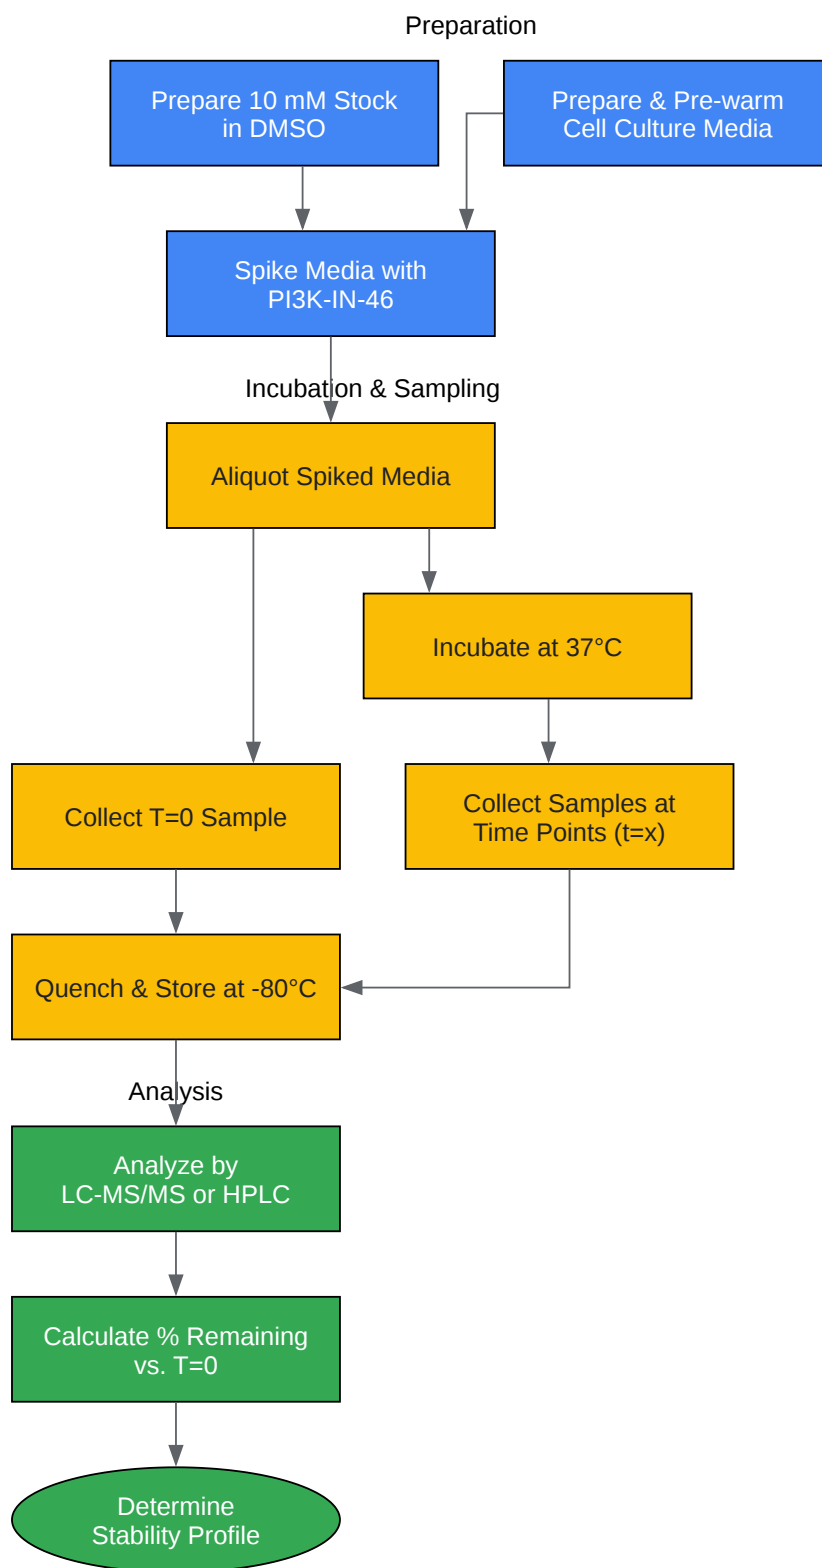 Preparation
Prepare 10 mM Stock
in DMSO
Prepare & Pre-warm
Cell Culture Media
Spike Media with
PI3K-IN-46
Incubation & Sampling
Aliquot Spiked Media
Incubate at 37°C
Collect T=0 Sample
Collect Samples at
Time Points (t=x)
Quench & Store at -80°C
Analysis
Analyze by
LC-MS/MS or HPLC
Calculate % Remaining
vs. T=0
Determine
Stability Profile